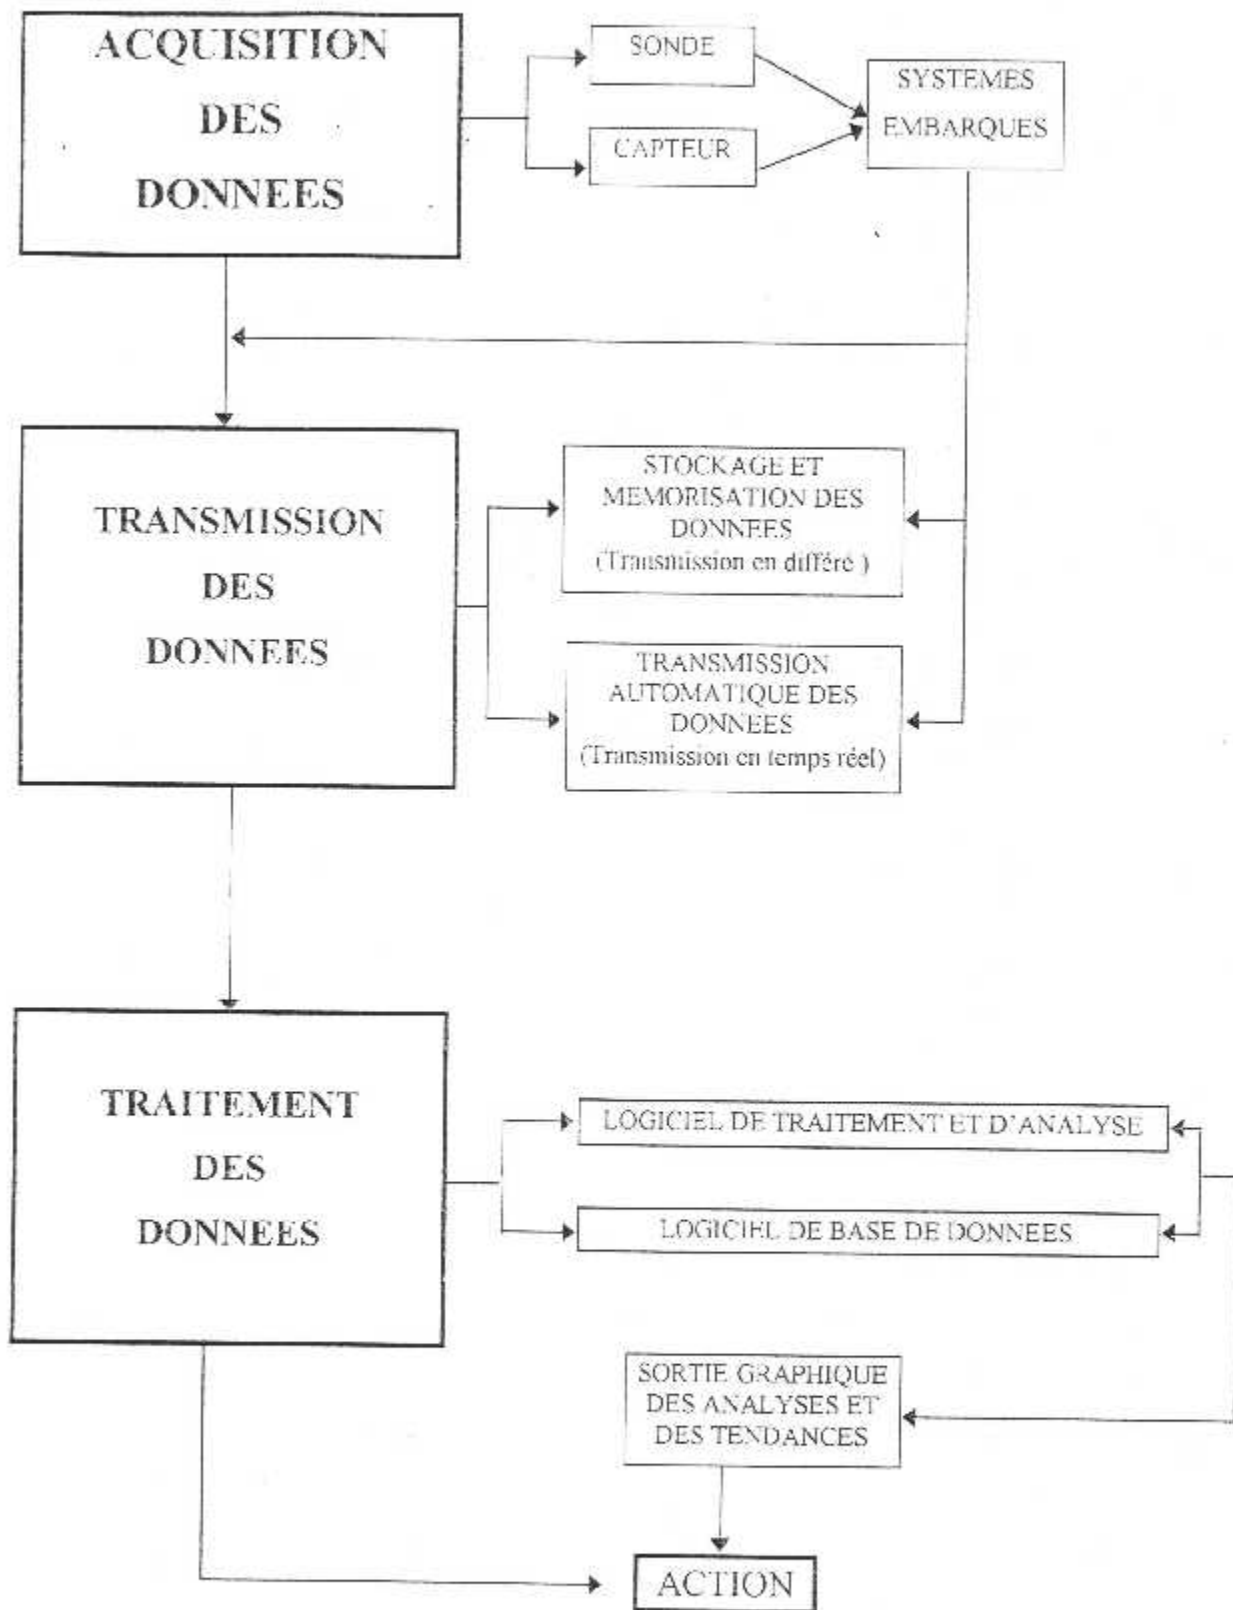 ACQUISITION
DES
DONNEES
SONDE
CAPTEUR
SYSTEMES
EMBARQUES
TRANSMISSION
DES
DONNEES
STOCKAGE ET
MEMORISATION DES
DONNEES
(Transmission en différé )
TRANSMISSION
AUTOMATIQUE DES
DONNEES
(Transmission en temps réel)
TRAITEMENT
DES
DONNEES
LOGICIEL DE TRAITEMENT ET D'ANALYSE
LOGICIEL DE BASE DE DONNEES
SORTIE GRAPHIQUE
DES ANALYSES ET
DES TENDANCES
ACTION